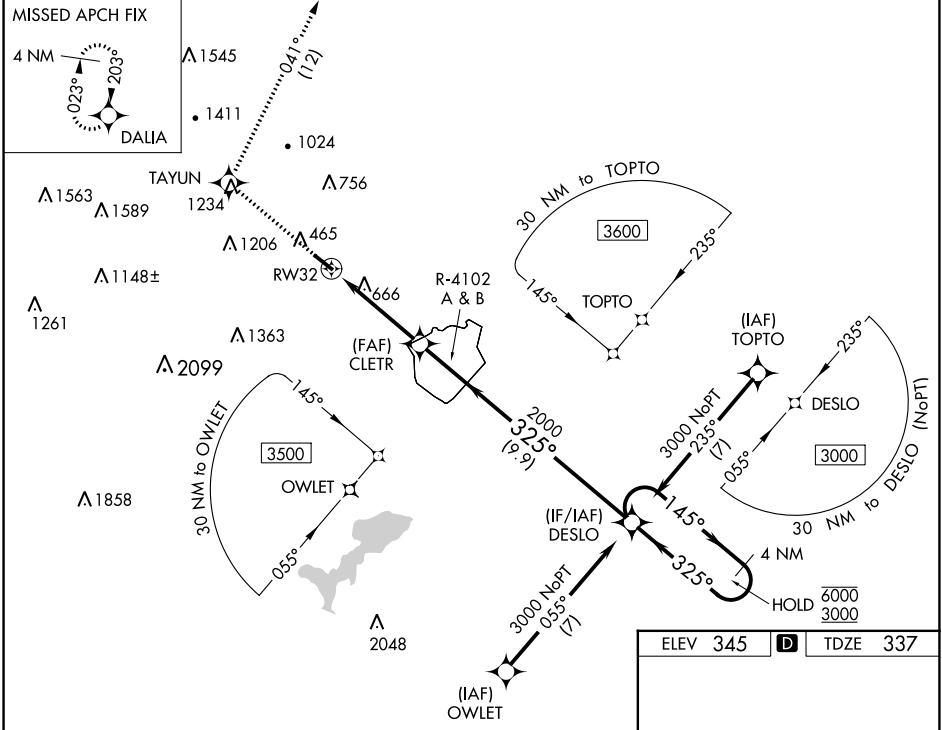 MISSED APCH FIX
4 NM
023°
203°
DALIA
1545
041°
(12)
1411
1024
TAYUN
1234
756
1563
1589
1206
465
RW32
1148±
666
1261
1363
2099
R-4102
A & B
(FAF)
CLETR
30 NM to TOPTO
3600
145°
235°
TOPTO
(IAF)
TOPTO
235°
DESLO
055°
3000
30 NM to DESLO (NoPT)
30 NM to OWLET
145°
3500
OWLET
055°
1858
2048
2000
325°
(9.9)
3000 NoPT
235°
(7)
(IF/IAF)
DESLO
145°
325°
4 NM
HOLD
6000
3000
3000 NoPT
055°
(7)
(IAF)
OWLET
ELEV 345 D TDZE 337